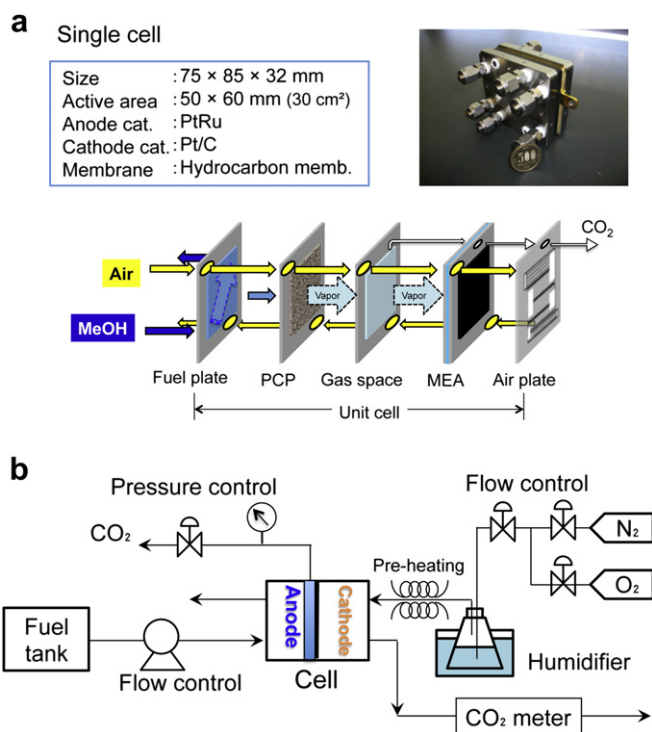 a
Single cell
Size : 75 × 85 × 32 mm
Active area : 50 × 60 mm (30 cm²)
Anode cat. : PtRu
Cathode cat. : Pt/C
Membrane : Hydrocarbon memb.
500
CO₂
Air
MeOH
Vapor
Vapor
Fuel plate
PCP
Gas space
MEA
Air plate
Unit cell
b
Pressure control
Flow control
CO₂
N₂
Pre-heating
O₂
Anode
Cathode
Fuel
tank
Humidifier
Flow control
Cell
CO₂ meter